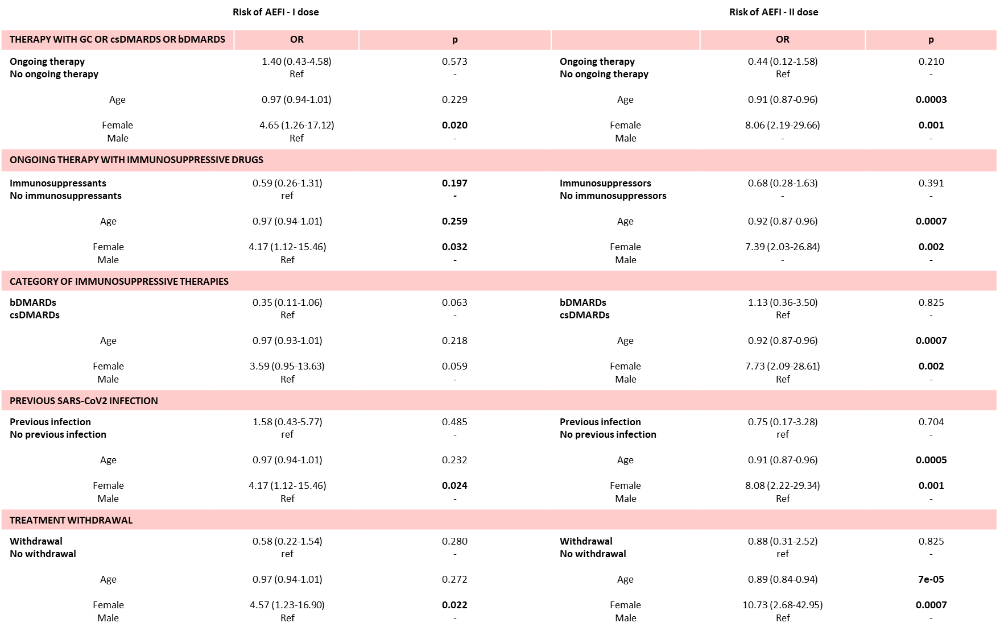 Risk of AEFI - I dose Risk of AEFI - II dose
THERAPY WITH GC OR csDMARDS OR bDMARDS OR p OR p
Ongoing therapy 1.40 (0.43-4.58) 0.573 Ongoing therapy 0.44 (0.12-1.58) 0.210
No ongoing therapy Ref - No ongoing therapy Ref -
Age 0.97 (0.94-1.01) 0.229 Age 0.91 (0.87-0.96) 0.0003
Female 4.65 (1.26-17.12) 0.020 Female 8.06 (2.19-29.66) 0.001
Male Ref - Male - -
ONGOING THERAPY WITH IMMUNOSUPPRESSIVE DRUGS
Immunosuppressants 0.59 (0.26-1.31) 0.197 Immunosuppressors 0.68 (0.28-1.63) 0.391
No immunosuppressants ref - No immunosuppressors - -
Age 0.97 (0.94-1.01) 0.259 Age 0.92 (0.87-0.96) 0.0007
Female 4.17 (1.12- 15.46) 0.032 Female 7.39 (2.03-26.84) 0.002
Male Ref - Male - -
CATEGORY OF IMMUNOSUPPRESSIVE THERAPIES
bDMARDs 0.35 (0.11-1.06) 0.063 bDMARDs 1.13 (0.36-3.50) 0.825
csDMARDs Ref - csDMARDs Ref -
Age 0.97 (0.93-1.01) 0.218 Age 0.92 (0.87-0.96) 0.0007
Female 3.59 (0.95-13.63) 0.059 Female 7.73 (2.09-28.61) 0.002
Male Ref - Male Ref -
PREVIOUS SARS-CoV2 INFECTION
Previous infection 1.58 (0.43-5.77) 0.485 Previous infection 0.75 (0.17-3.28) 0.704
No previous infection ref - No previous infection ref -
Age 0.97 (0.94-1.01) 0.232 Age 0.91 (0.87-0.96) 0.0005
Female 4.17 (1.12- 15.46) 0.024 Female 8.08 (2.22-29.34) 0.001
Male Ref - Male Ref -
TREATMENT WITHDRAWAL
Withdrawal 0.58 (0.22-1.54) 0.280 Withdrawal 0.88 (0.31-2.52) 0.825
No withdrawal ref - No withdrawal ref -
Age 0.97 (0.94-1.01) 0.272 Age 0.89 (0.84-0.94) 7e-05
Female 4.57 (1.23-16.90) 0.022 Female 10.73 (2.68-42.95) 0.0007
Male Ref - Male Ref -